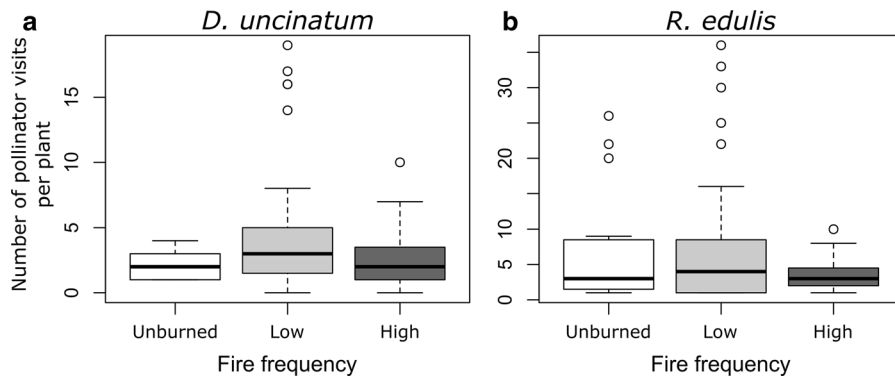 a
D. uncinatum
Number of pollinator visits
per plant
0
5
10
15
Unburned
Low
High
Fire frequency
b
R. edulis
0
5
10
20
30
Unburned
Low
High
Fire frequency